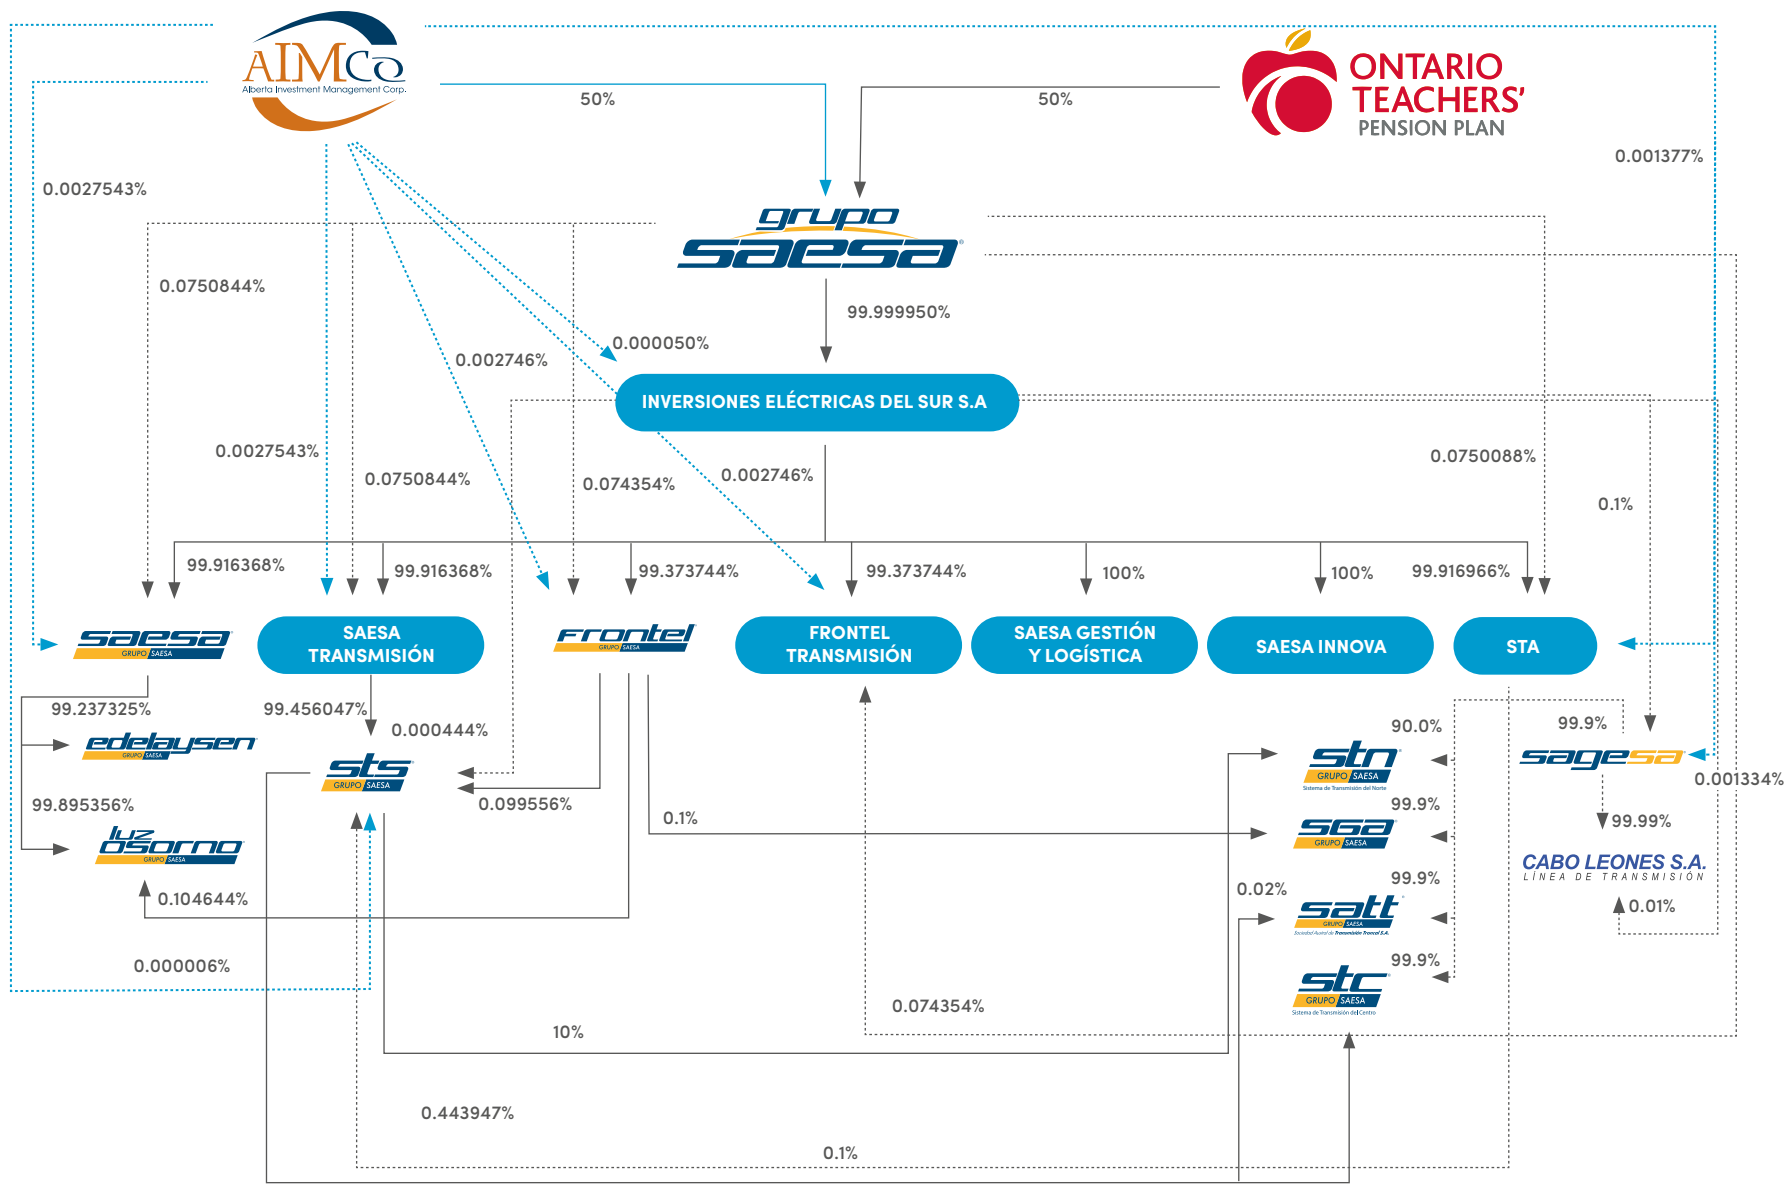 AIMCo
Alberta Investment Management Corp.
ONTARIO
TEACHERS'
PENSION PLAN
50%
50%
0.001377%
0.0027543%
grupo
saesa
0.0750844%
99.999950%
0.000050%
0.002746%
INVERSIONES ELÉCTRICAS DEL SUR S.A
0.0027543%
0.0750844%
0.074354%
0.002746%
0.0750088%
0.1%
99.916368%
99.916368%
99.373744%
99.373744%
100%
100%
99.916966%
saesa
GRUPO SAESA
SAESA
TRANSMISIÓN
frontel
GRUPO SAESA
FRONTEL
TRANSMISIÓN
SAESA GESTIÓN
Y LOGÍSTICA
SAESA INNOVA
STA
99.237325%
99.456047%
0.000444%
90.0%
99.9%
edelaysen
GRUPO SAESA
sts
GRUPO SAESA
stn
GRUPO SAESA
Sistema de Transmisión del Norte
sagesa
0.001334%
99.895356%
0.099556%
0.1%
99.9%
99.99%
luz
osorno
GRUPO SAESA
sga
GRUPO SAESA
CABO LEONES S.A.
LÍNEA DE TRANSMISIÓN
0.104644%
0.02%
99.9%
satt
GRUPO SAESA
Sociedad Austral de Transmisión Troncal S.A.
0.01%
0.000006%
99.9%
stc
GRUPO SAESA
Sistema de Transmisión del Centro
0.074354%
10%
0.443947%
0.1%